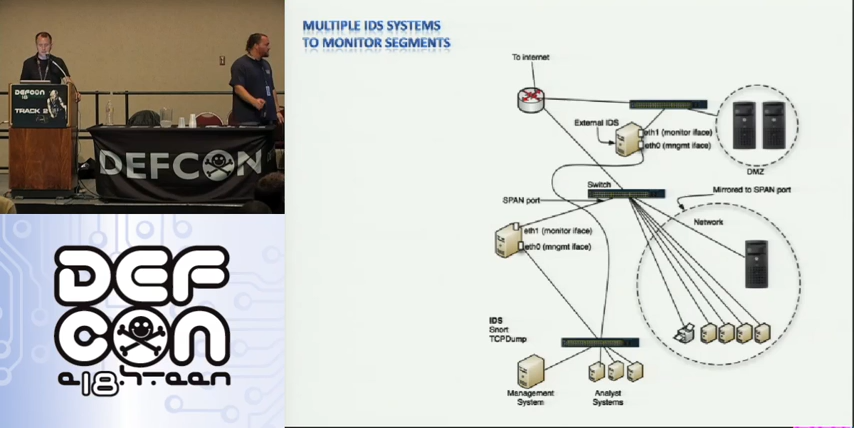 DEFCON
18
TRACK 2
DEFCON
DEF
CON
MULTIPLE IDS SYSTEMS
TO MONITOR SEGMENTS
To internet
External IDS
eth1 (monitor iface)
eth0 (mngmt iface)
DMZ
Switch
Mirrored to SPAN port
SPAN port
Network
eth1 (monitor iface)
eth0 (mngmt iface)
IDS
Snort
TCPDump
Management
System
Analyst
Systems